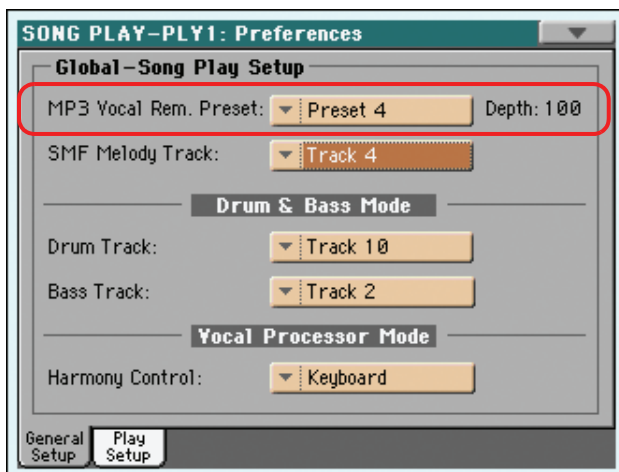 SONG PLAY-PLY1: Preferences
Global-Song Play Setup
MP3 Vocal Rem. Preset: Preset 4 Depth: 100
SMF Melody Track: Track 4
Drum & Bass Mode
Drum Track: Track 10
Bass Track: Track 2
Vocal Processor Mode
Harmony Control: Keyboard
General Setup
Play Setup